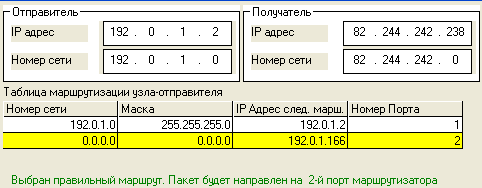 Отправитель
Получатель
IP адрес 192 . 0 . 1 . 2
IP адрес 82 . 244 . 242 . 238
Номер сети 192 . 0 . 1 . 0
Номер сети 82 . 244 . 242 . 0
Таблица маршрутизации узла-отправителя
Номер сети Маска IP Адрес след. марш. Номер Порта
192.0.1.0 255.255.255.0 192.0.1.2 1
0.0.0.0 0.0.0.0 192.0.1.166 2
Выбран правильный маршрут. Пакет будет направлен на 2-й порт маршрутизатора